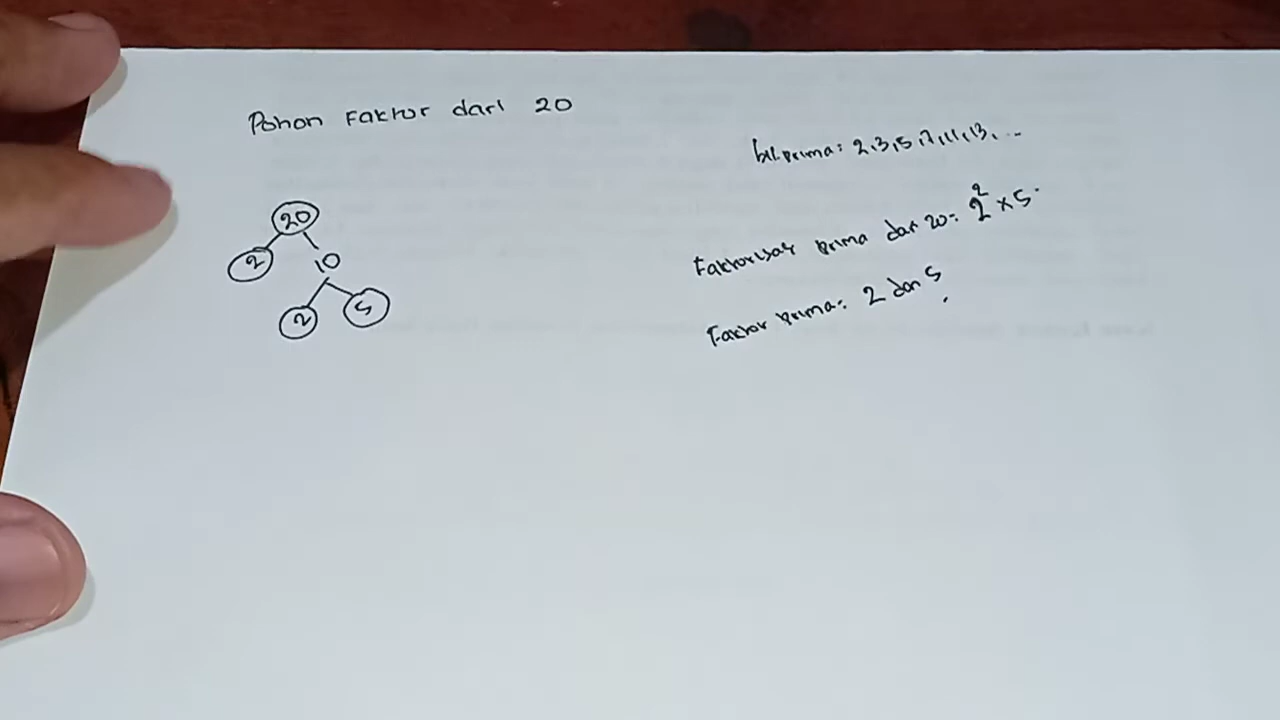 Pohon Faktor dari 20
20
2 10
2 5
bil. prima: 2, 3, 5, 7, 11, 13, ...
Faktorisasi prima dari 20 = 2² × 5.
Faktor prima = 2 dan 5.